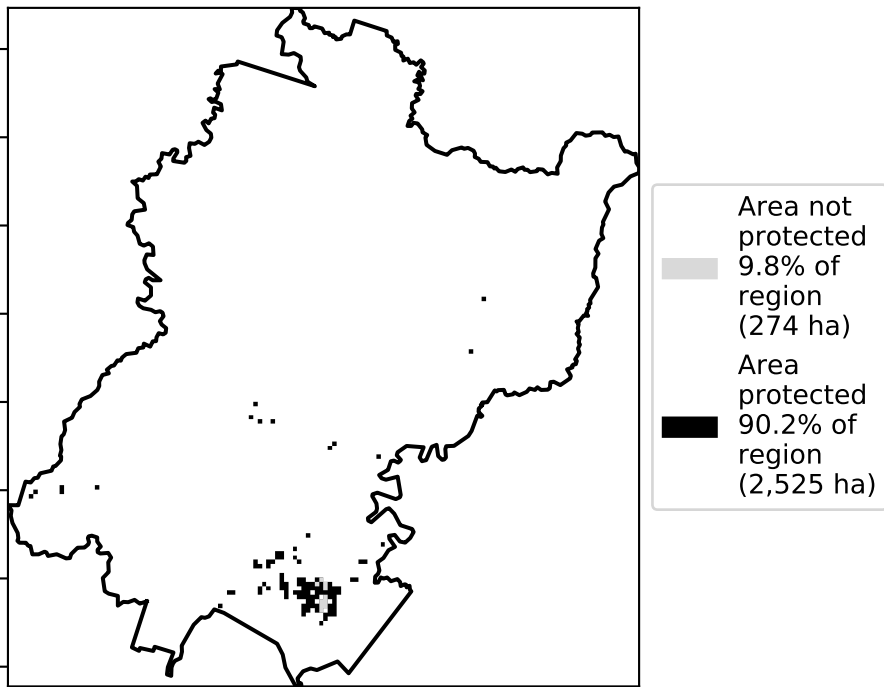 Area not
protected
9.8% of
region
(274 ha)
Area
protected
90.2% of
region
(2,525 ha)